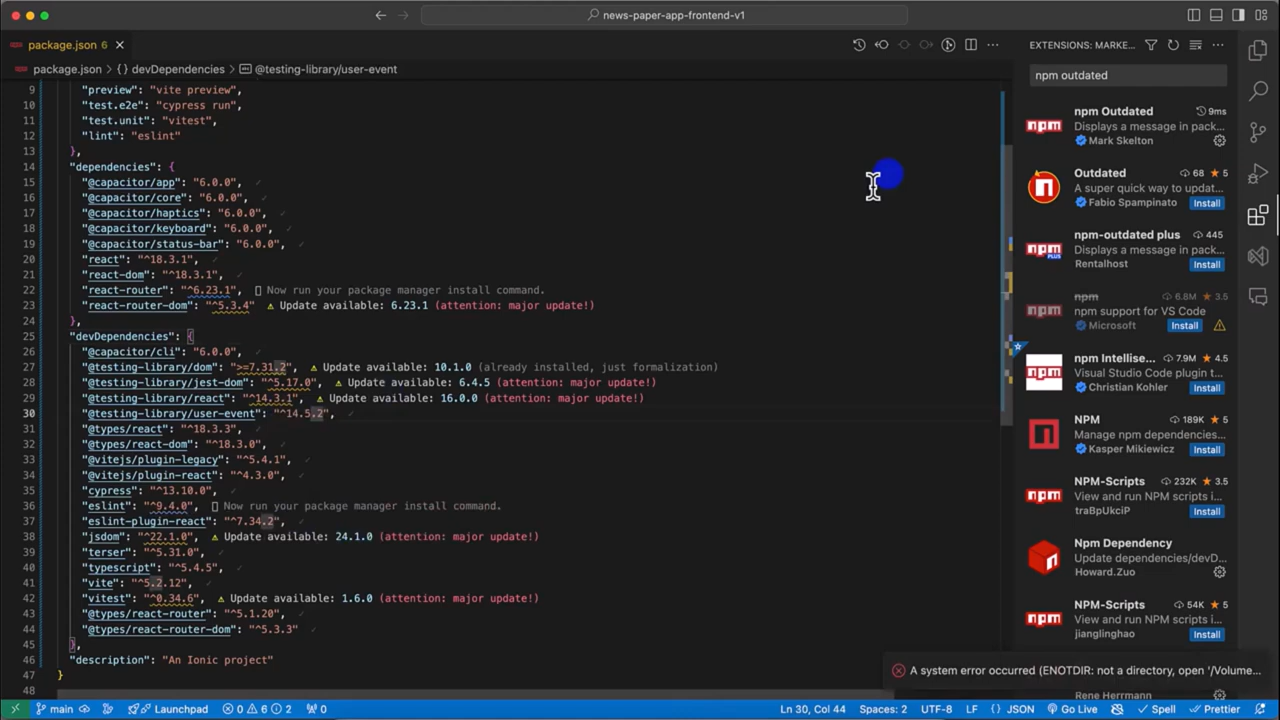 news-paper-app-frontend-v1
package.json 6
EXTENSIONS: MARKE...
package.json > {} devDependencies > @testing-library/user-event
npm outdated
9 "preview": "vite preview",
10 "test.e2e": "cypress run",
11 "test.unit": "vitest",
12 "lint": "eslint"
13 },
14 "dependencies": {
15 "@capacitor/app": "6.0.0",
16 "@capacitor/core": "6.0.0",
17 "@capacitor/haptics": "6.0.0",
18 "@capacitor/keyboard": "6.0.0",
19 "@capacitor/status-bar": "6.0.0",
20 "react": "^18.3.1",
21 "react-dom": "^18.3.1",
22 "react-router": "^6.23.1", Now run your package manager install command.
23 "react-router-dom": "^5.3.4" ⚠ Update available: 6.23.1 (attention: major update!)
24 },
25 "devDependencies": {
26 "@capacitor/cli": "6.0.0",
27 "@testing-library/dom": ">=7.31.2", ⚠ Update available: 10.1.0 (already installed, just formalization)
28 "@testing-library/jest-dom": "^5.17.0", ⚠ Update available: 6.4.5 (attention: major update!)
29 "@testing-library/react": "^14.3.1", ⚠ Update available: 16.0.0 (attention: major update!)
30 "@testing-library/user-event": "^14.5.2",
31 "@types/react": "^18.3.3",
32 "@types/react-dom": "^18.3.0",
33 "@vitejs/plugin-legacy": "^5.4.1",
34 "@vitejs/plugin-react": "^4.3.0",
35 "cypress": "^13.10.0",
36 "eslint": "^9.4.0", Now run your package manager install command.
37 "eslint-plugin-react": "^7.34.2",
38 "jsdom": "^22.1.0", ⚠ Update available: 24.1.0 (attention: major update!)
39 "terser": "^5.31.0",
40 "typescript": "^5.4.5",
41 "vite": "^5.2.12",
42 "vitest": "^0.34.6", ⚠ Update available: 1.6.0 (attention: major update!)
43 "@types/react-router": "^5.1.20",
44 "@types/react-router-dom": "^5.3.3"
45 },
46 "description": "An Ionic project"
47 }
48
npm Outdated 9ms
Displays a message in pack...
Mark Skelton
Outdated 68 ★ 5
A super quick way to updat...
Fabio Spampinato Install
npm-outdated plus 445
Displays a message in pack...
Rentalhost Install
npm 6.8M ★ 3.5
npm support for VS Code
Microsoft Install
npm Intellise... 7.9M ★ 4.5
Visual Studio Code plugin t...
Christian Kohler Install
NPM 189K ★ 5
Manage npm dependencies...
Kasper Mikiewicz Install
NPM-Scripts 232K ★ 3.5
View and run NPM scripts i...
traBpUkciP Install
Npm Dependency
Update dependencies/devD...
Howard.Zuo
NPM-Scripts 54K ★ 5
View and run NPM scripts i...
jianglinghao Install
A system error occurred (ENOTDIR: not a directory, open '/Volume...
Rene Herrmann
main Launchpad 0 6 2 0 Ln 30, Col 44 Spaces: 2 UTF-8 LF {} JSON Go Live Spell Prettier